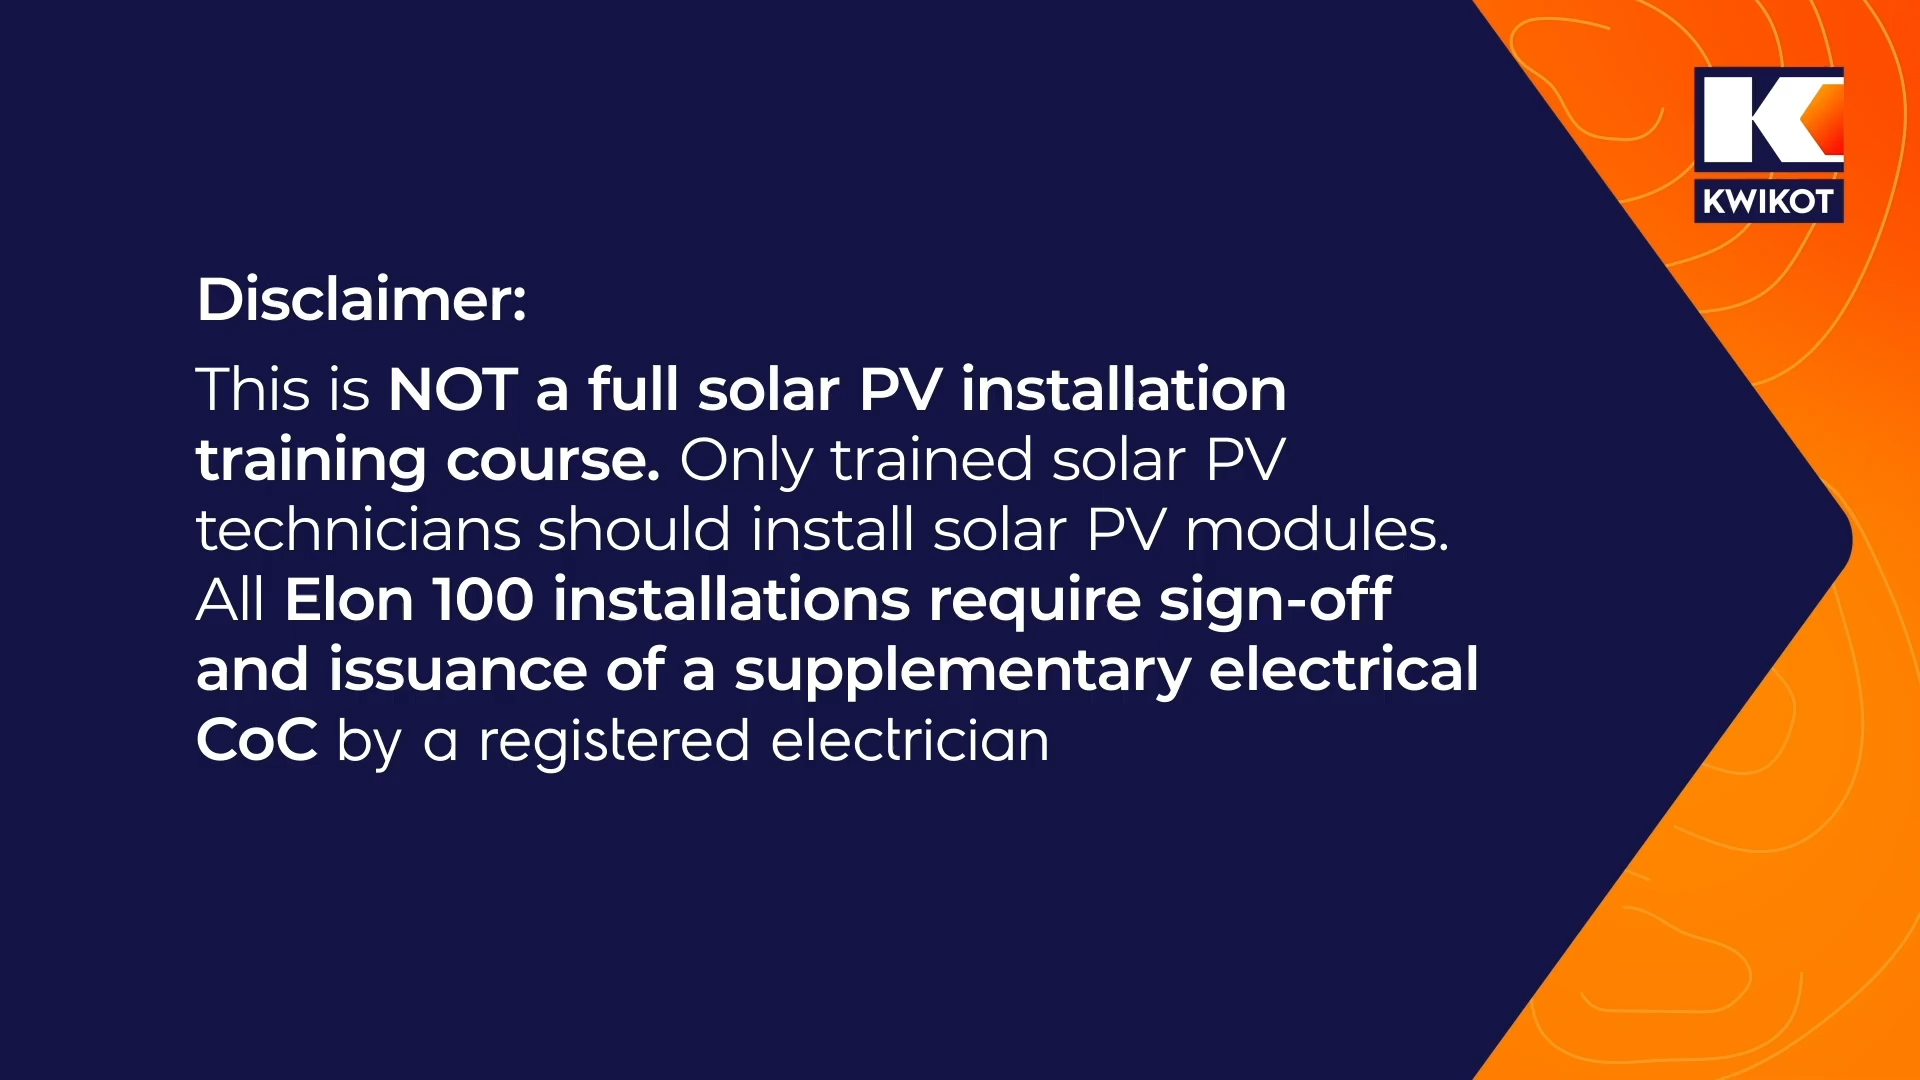 KWIKOT
Disclaimer:
This is NOT a full solar PV installation
training course. Only trained solar PV
technicians should install solar PV modules.
All Elon 100 installations require sign-off
and issuance of a supplementary electrical
CoC by a registered electrician